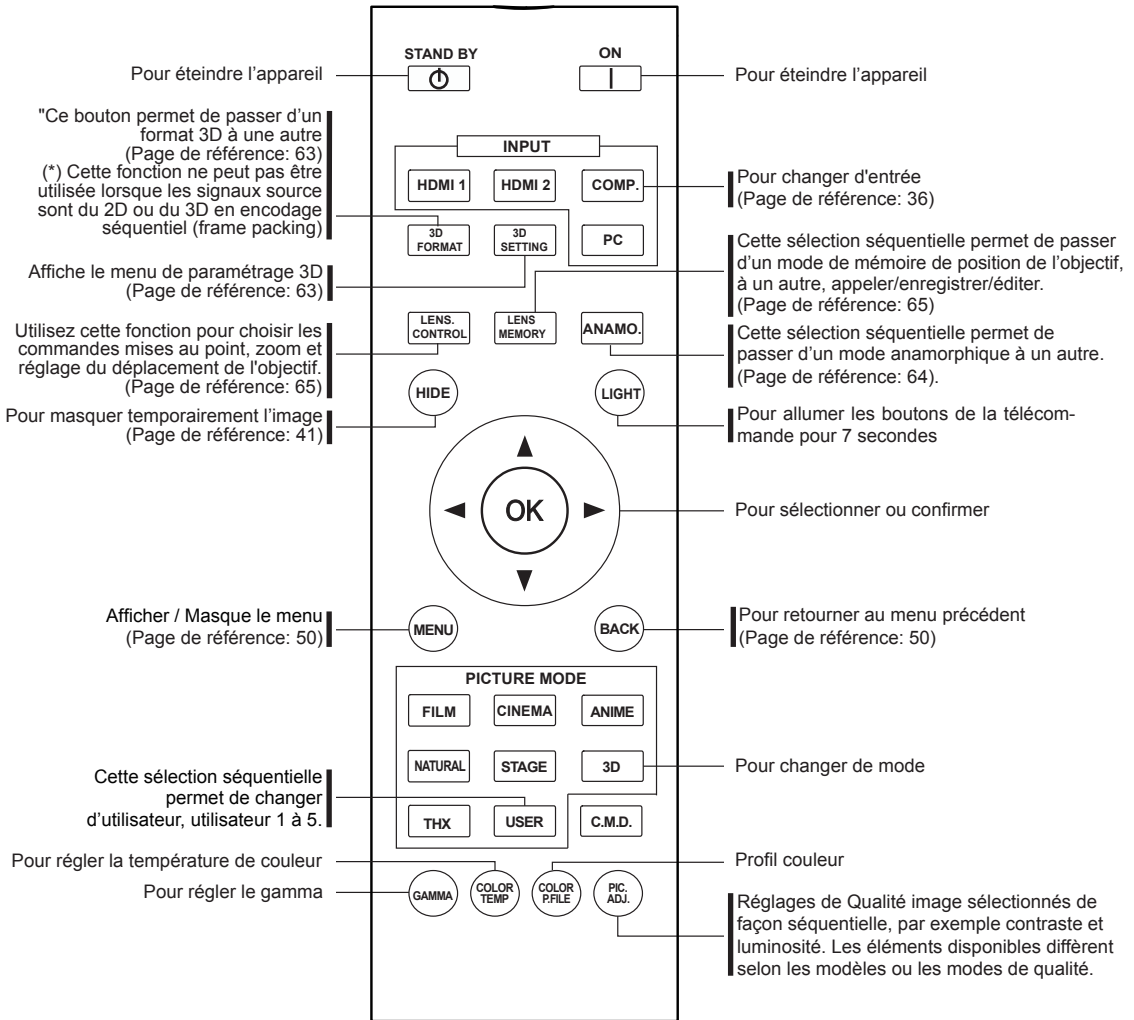 STAND BY
ON
Pour éteindre l'appareil
Pour éteindre l'appareil
"Ce bouton permet de passer d'un
format 3D à une autre
(Page de référence: 63)
(*) Cette fonction ne peut pas être
utilisée lorsque les signaux source
sont du 2D ou du 3D en encodage
séquentiel (frame packing)
INPUT
HDMI 1
HDMI 2
COMP.
Pour changer d'entrée
(Page de référence: 36)
3D
FORMAT
3D
SETTING
PC
Affiche le menu de paramétrage 3D
(Page de référence: 63)
Cette sélection séquentielle permet de passer
d'un mode de mémoire de position de l'objectif,
à un autre, appeler/enregistrer/éditer.
(Page de référence: 65)
Utilisez cette fonction pour choisir les
commandes mises au point, zoom et
réglage du déplacement de l'objectif.
(Page de référence: 65)
LENS.
CONTROL
LENS
MEMORY
ANAMO.
Cette sélection séquentielle permet de
passer d'un mode anamorphique à un autre.
(Page de référence: 64).
Pour masquer temporairement l'image
(Page de référence: 41)
HIDE
LIGHT
Pour allumer les boutons de la télécom-
mande pour 7 secondes
OK
Pour sélectionner ou confirmer
Afficher / Masque le menu
(Page de référence: 50)
MENU
BACK
Pour retourner au menu précédent
(Page de référence: 50)
PICTURE MODE
FILM
CINEMA
ANIME
NATURAL
STAGE
3D
Pour changer de mode
Cette sélection séquentielle
permet de changer
d'utilisateur, utilisateur 1 à 5.
THX
USER
C.M.D.
Pour régler la température de couleur
Profil couleur
Pour régler le gamma
GAMMA
COLOR
TEMP
COLOR
P.FILE
PIC.
ADJ.
Réglages de Qualité image sélectionnés de
façon séquentielle, par exemple contraste et
luminosité. Les éléments disponibles diffèrent
selon les modèles ou les modes de qualité.